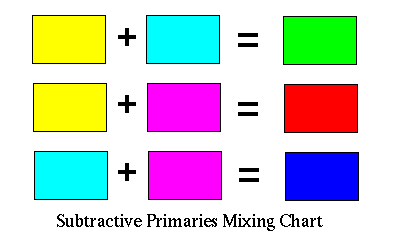 + =
+ =
+ =
Subtractive Primaries Mixing Chart